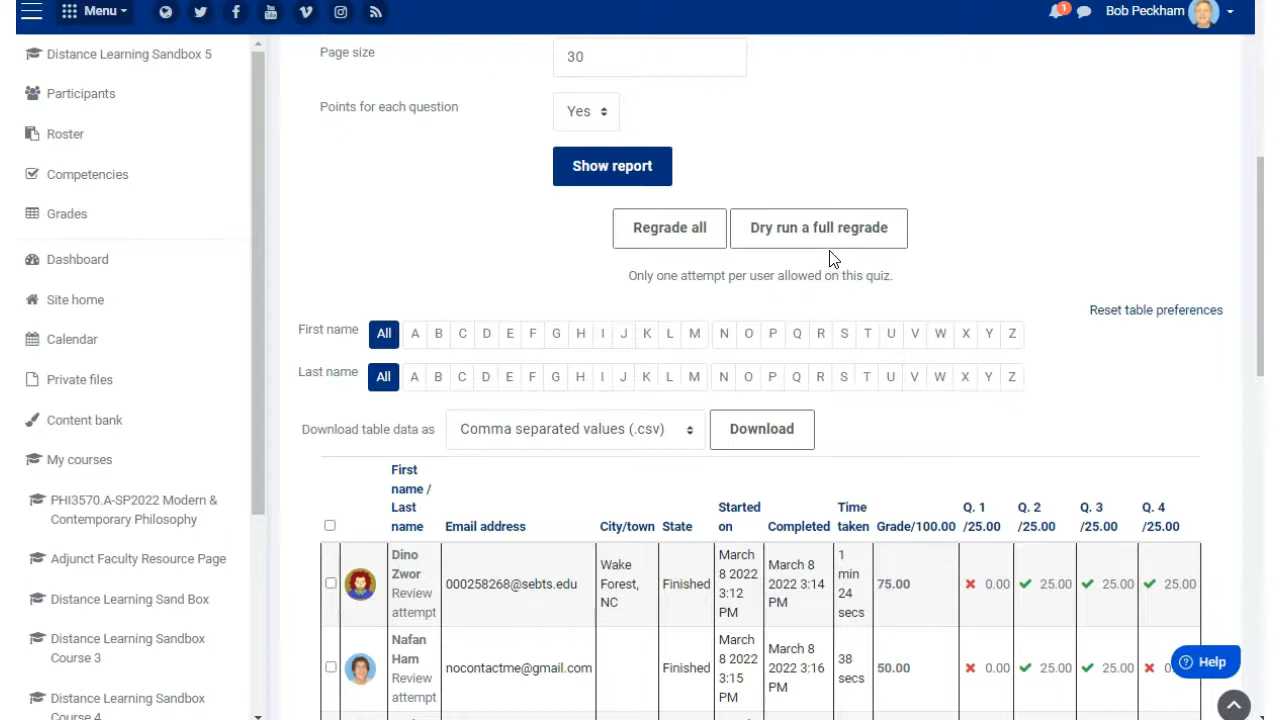 Menu
1
Bob Peckham
Distance Learning Sandbox 5
Participants
Roster
Competencies
Grades
Dashboard
Site home
Calendar
Private files
Content bank
My courses
PHI3570.A-SP2022 Modern &
Contemporary Philosophy
Adjunct Faculty Resource Page
Distance Learning Sand Box
Distance Learning Sandbox
Course 3
Distance Learning Sandbox
Course 4
Page size
30
Points for each question
Yes
Show report
Regrade all
Dry run a full regrade
Only one attempt per user allowed on this quiz.
Reset table preferences
First name All A B C D E F G H I J K L M N O P Q R S T U V W X Y Z
Last name All A B C D E F G H I J K L M N O P Q R S T U V W X Y Z
Download table data as Comma separated values (.csv) Download
First
name /
Last
name
Email address
City/town
State
Started
on
Completed
Time
taken
Grade/100.00
Q. 1
/25.00
Q. 2
/25.00
Q. 3
/25.00
Q. 4
/25.00
Dino
Zwor
Review
attempt
000258268@sebts.edu
Wake
Forest,
NC
Finished
March
8 2022
3:12
PM
March 8
2022 3:14
PM
1
min
24
secs
75.00
0.00
25.00
25.00
25.00
Nafan
Ham
Review
attempt
nocontactme@gmail.com
Finished
March
8 2022
3:15
PM
March 8
2022 3:16
PM
38
secs
50.00
0.00
25.00
25.00
Help